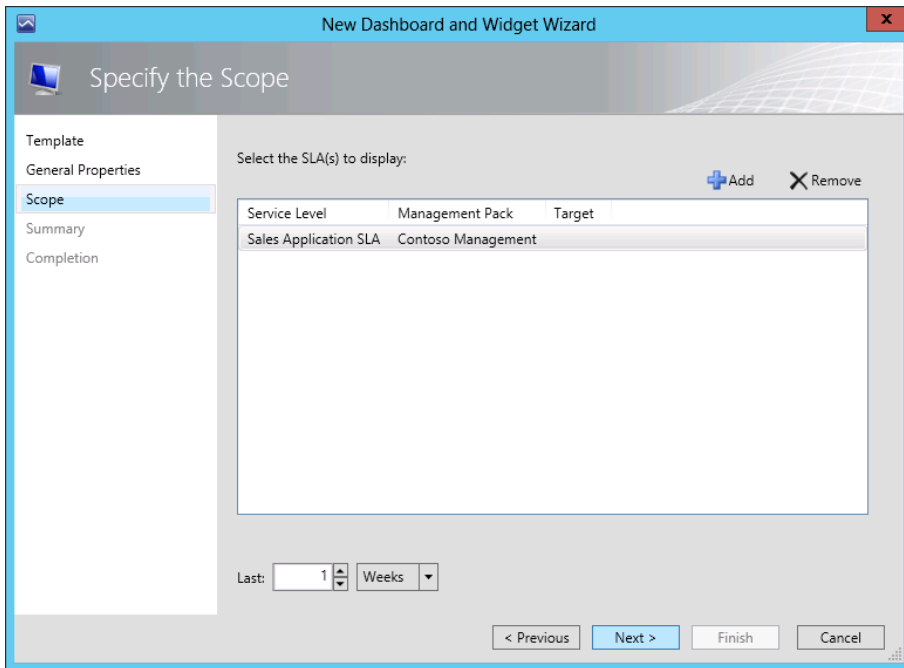 New Dashboard and Widget Wizard
x
Specify the Scope
Template
General Properties
Scope
Summary
Completion
Select the SLA(s) to display:
Add Remove
Service Level Management Pack Target
Sales Application SLA Contoso Management
Last: 1 Weeks
< Previous Next > Finish Cancel